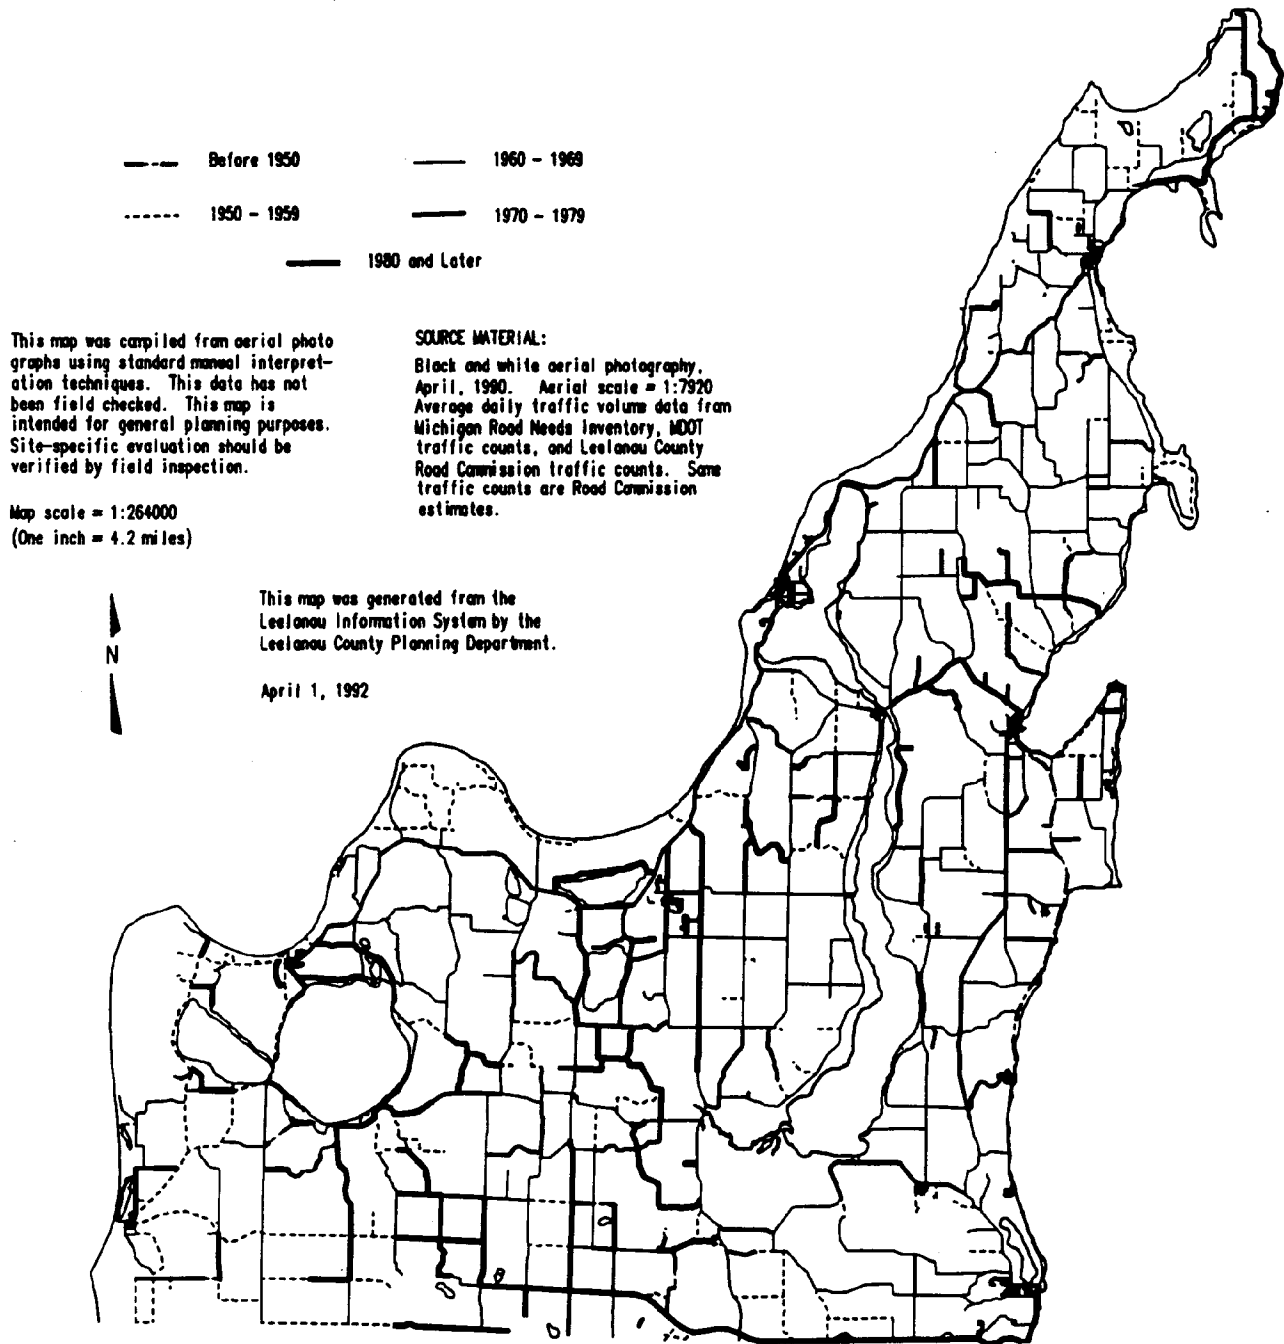 Before 1950
1960 - 1969
1950 - 1959
1970 - 1979
1980 and Later
This map was compiled from aerial photo
graphs using standard manual interpret-
ation techniques. This data has not
been field checked. This map is
intended for general planning purposes.
Site-specific evaluation should be
verified by field inspection.
Map scale = 1:264000
(One inch = 4.2 miles)
SOURCE MATERIAL:
Black and white aerial photography,
April, 1990. Aerial scale = 1:7920
Average daily traffic volume data from
Michigan Road Needs Inventory, MDOT
traffic counts, and Leelanau County
Road Commission traffic counts. Some
traffic counts are Road Commission
estimates.
N
This map was generated from the
Leelanau Information System by the
Leelanau County Planning Department.
April 1, 1992